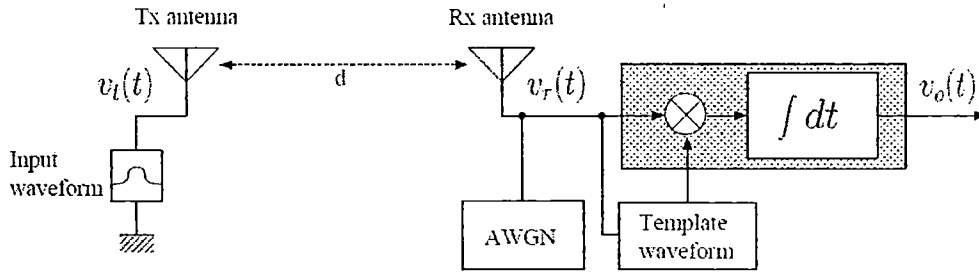 Tx antenna
Rx antenna
v_t(t)
d
v_r(t)
∫ dt
v_o(t)
Input
waveform
AWGN
Template
waveform